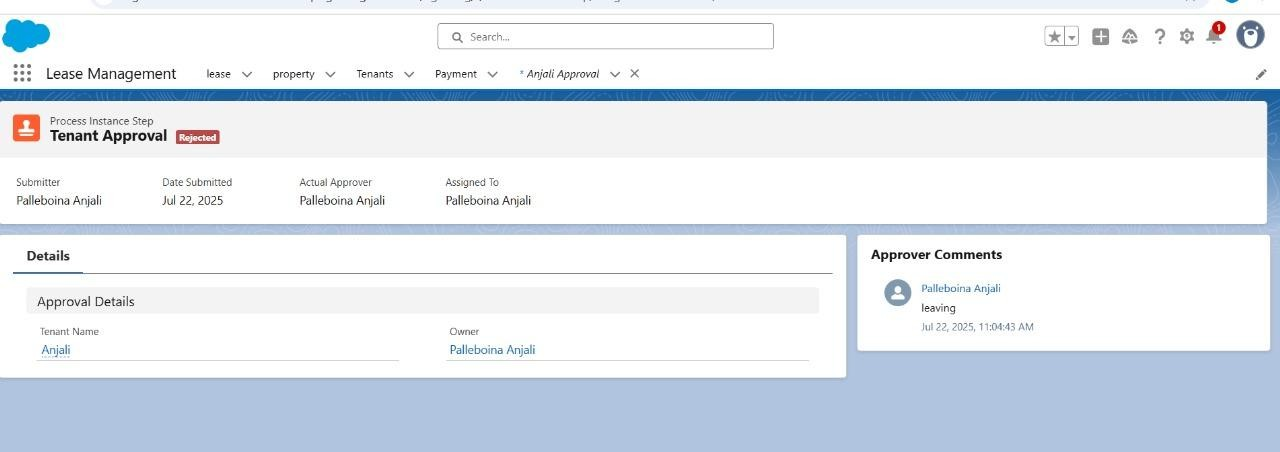 Search...
1
Lease Management lease property Tenants Payment * Anjali Approval
Process Instance Step
Tenant Approval Rejected
Submitter Date Submitted Actual Approver Assigned To
Palleboina Anjali Jul 22, 2025 Palleboina Anjali Palleboina Anjali
Details
Approval Details
Tenant Name Owner
Anjali Palleboina Anjali
Approver Comments
Palleboina Anjali
leaving
Jul 22, 2025, 11:04:43 AM